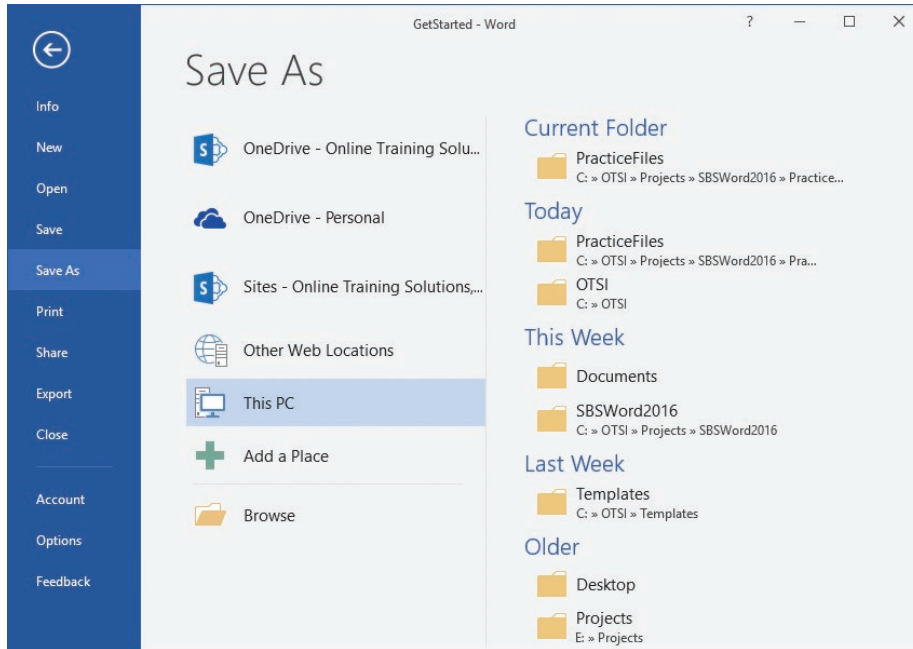 GetStarted - Word
?
Save As
Info
New
Open
Save
Save As
Print
Share
Export
Close
Account
Options
Feedback
S OneDrive - Online Training Solu...
OneDrive - Personal
S Sites - Online Training Solutions,...
Other Web Locations
This PC
Add a Place
Browse
Current Folder
PracticeFiles
C: » OTSI » Projects » SBSWord2016 » Practice...
Today
PracticeFiles
C: » OTSI » Projects » SBSWord2016 » Pra...
OTSI
C: » OTSI
This Week
Documents
SBSWord2016
C: » OTSI » Projects » SBSWord2016
Last Week
Templates
C: » OTSI » Templates
Older
Desktop
Projects
E: » Projects